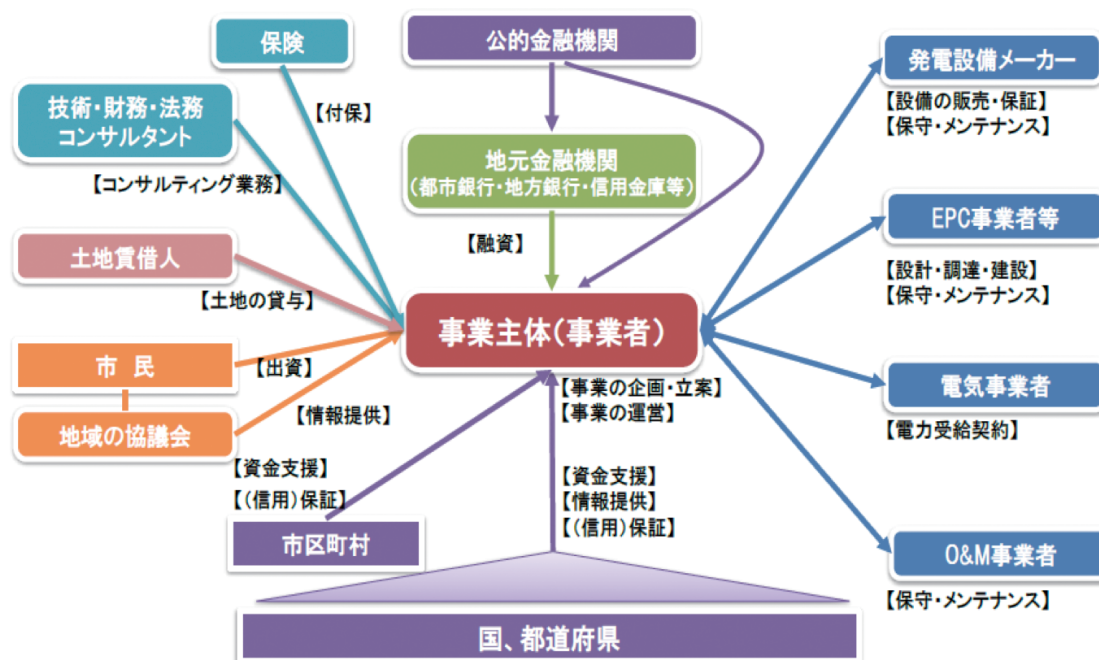 保険
公的金融機関
発電設備メーカー
【設備の販売・保証】
【保守・メンテナンス】
技術・財務・法務
コンサルタント
【付保】
【コンサルティング業務】
地元金融機関
（都市銀行・地方銀行・信用金庫等）
【融資】
EPC事業者等
【設計・調達・建設】
【保守・メンテナンス】
土地賃借人
【土地の貸与】
事業主体（事業者）
【事業の企画・立案】
【事業の運営】
市 民
【出資】
地域の協議会
【情報提供】
電気事業者
【電力受給契約】
【資金支援】
【（信用）保証】
市区町村
【資金支援】
【情報提供】
【（信用）保証】
O&M事業者
【保守・メンテナンス】
国、都道府県